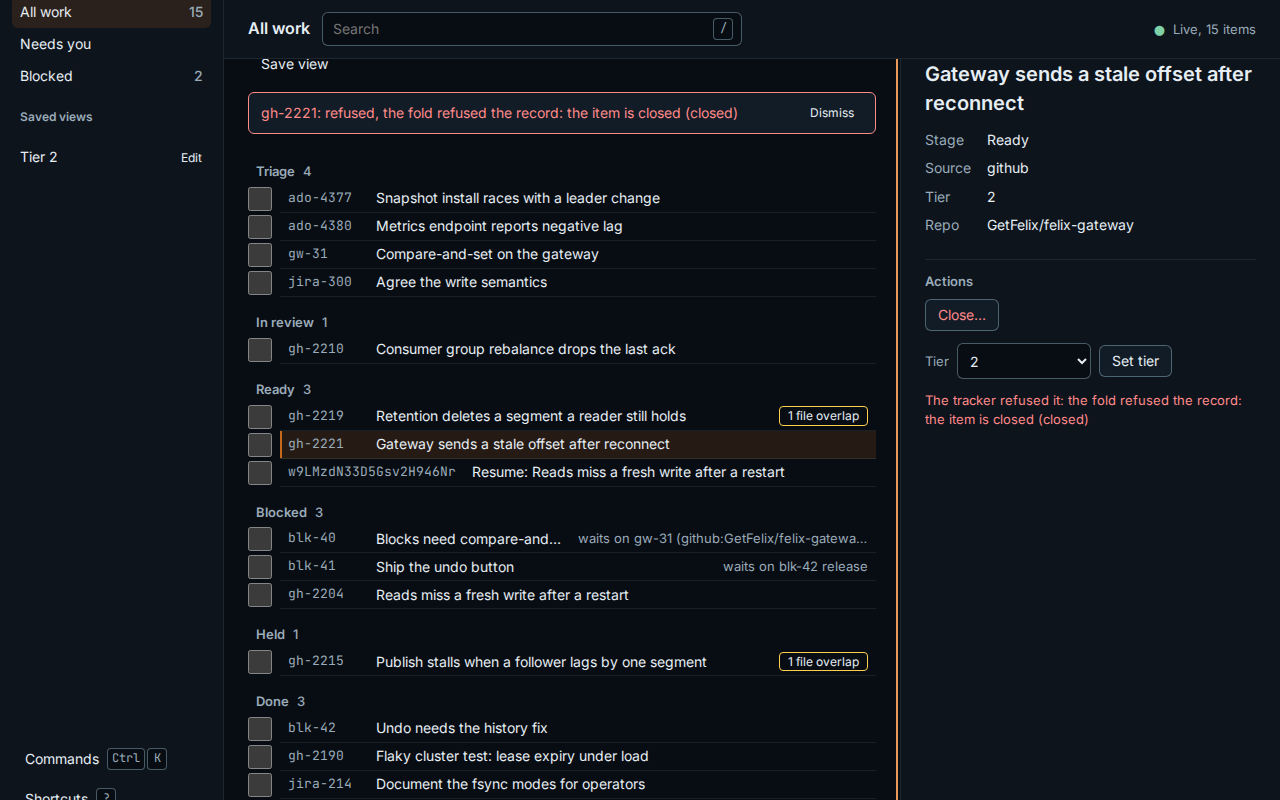 All work 15
Needs you
Blocked 2
Saved views
Tier 2 Edit
Commands Ctrl K
Shortcuts ?
All work Search /
Live, 15 items
Save view
gh-2221: refused, the fold refused the record: the item is closed (closed) Dismiss
Triage 4
ado-4377 Snapshot install races with a leader change
ado-4380 Metrics endpoint reports negative lag
gw-31 Compare-and-set on the gateway
jira-300 Agree the write semantics
In review 1
gh-2210 Consumer group rebalance drops the last ack
Ready 3
gh-2219 Retention deletes a segment a reader still holds 1 file overlap
gh-2221 Gateway sends a stale offset after reconnect
w9LMzdN33D5Gsv2H946Nr Resume: Reads miss a fresh write after a restart
Blocked 3
blk-40 Blocks need compare-and... waits on gw-31 (github:GetFelix/felix-gatewa...
blk-41 Ship the undo button waits on blk-42 release
gh-2204 Reads miss a fresh write after a restart
Held 1
gh-2215 Publish stalls when a follower lags by one segment 1 file overlap
Done 3
blk-42 Undo needs the history fix
gh-2190 Flaky cluster test: lease expiry under load
jira-214 Document the fsync modes for operators
Gateway sends a stale offset after
reconnect
Stage Ready
Source github
Tier 2
Repo GetFelix/felix-gateway
Actions
Close...
Tier 2 Set tier
The tracker refused it: the fold refused the record:
the item is closed (closed)